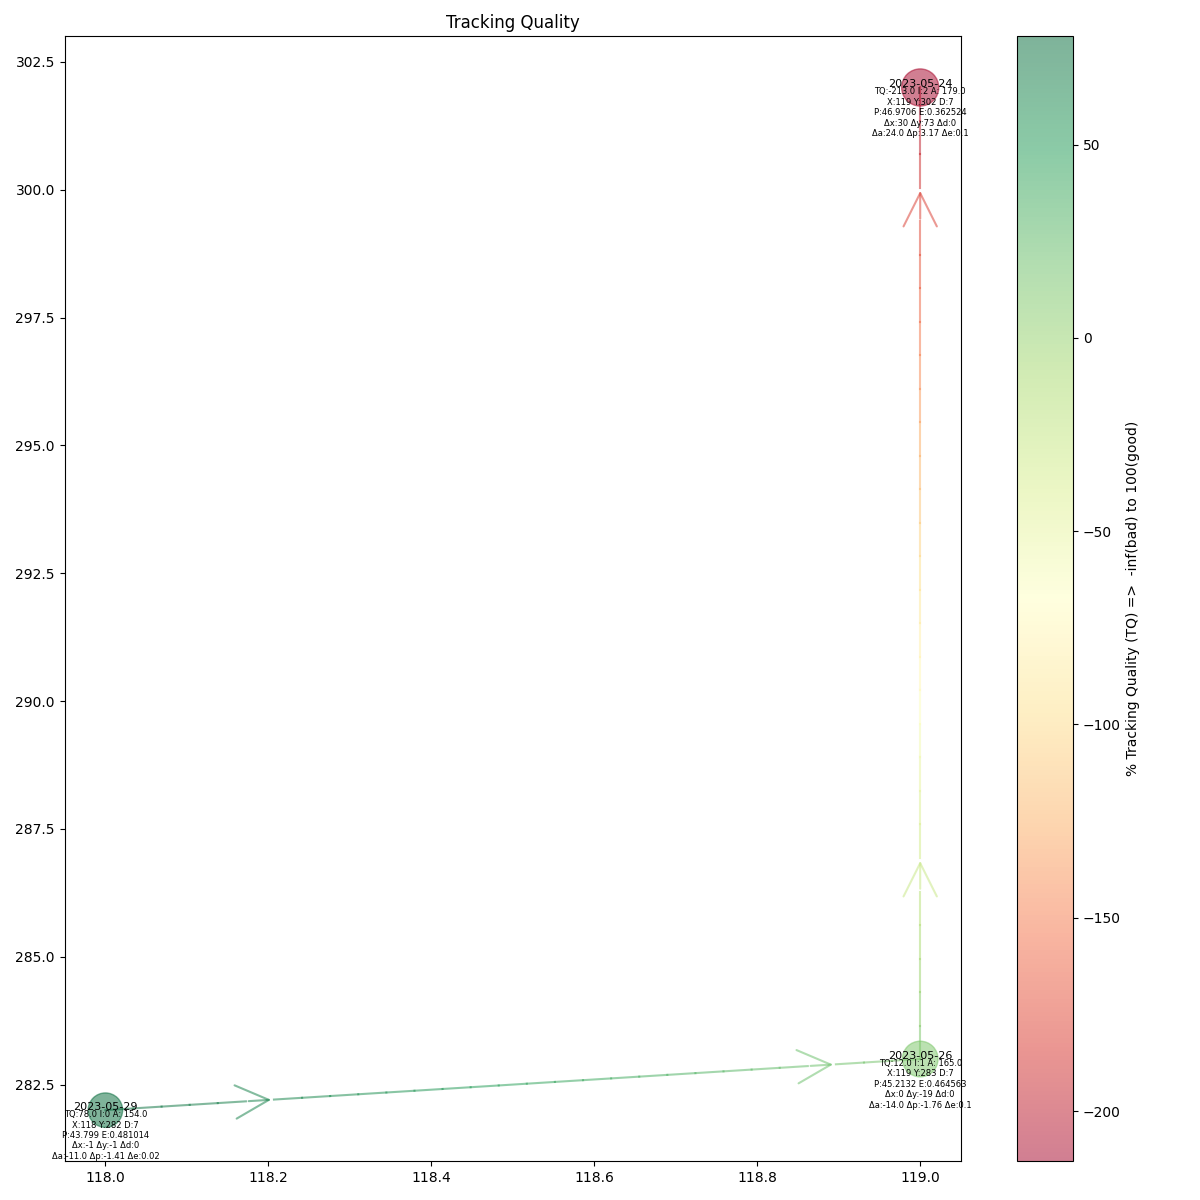 Tracking Quality
302.5
300.0
297.5
295.0
292.5
290.0
287.5
285.0
282.5
2023-05-24
TQ:-213.0 I:2 A: 179.0
X:119 Y:302 D:7
P:46.9706 E:0.362524
Δx:30 Δy:73 Δd:0
Δa:24.0 Δp:3.17 Δe:0.1
2023-05-26
TQ:12.0 I:1 A: 165.0
X:119 Y:283 D:7
P:45.2132 E:0.464563
Δx:0 Δy:-19 Δd:0
Δa:-14.0 Δp:-1.76 Δe:0.1
2023-05-29
TQ:78.0 I:0 A: 154.0
X:118 Y:282 D:7
P:43.799 E:0.481014
Δx:-1 Δy:-1 Δd:0
Δa:-11.0 Δp:-1.41 Δe:0.02
118.0 118.2 118.4 118.6 118.8 119.0
50
0
−50
−100
−150
−200
% Tracking Quality (TQ) => -inf(bad) to 100(good)